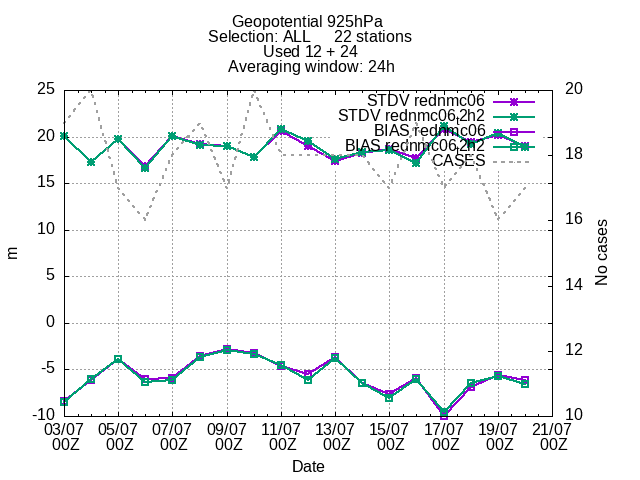 Geopotential 925hPa
Selection: ALL 22 stations
Used 12 + 24
Averaging window: 24h
25 20
STDV rednmc06
STDV rednmc06_t2h2
BIAS rednmc06
BIAS rednmc06_t2h2
CASES
20
15
10
5
0
-5
-10
18
16
14
12
10
m
No cases
03/07 05/07 07/07 09/07 11/07 13/07 15/07 17/07 19/07 21/07
00Z 00Z 00Z 00Z 00Z 00Z 00Z 00Z 00Z 00Z
Date